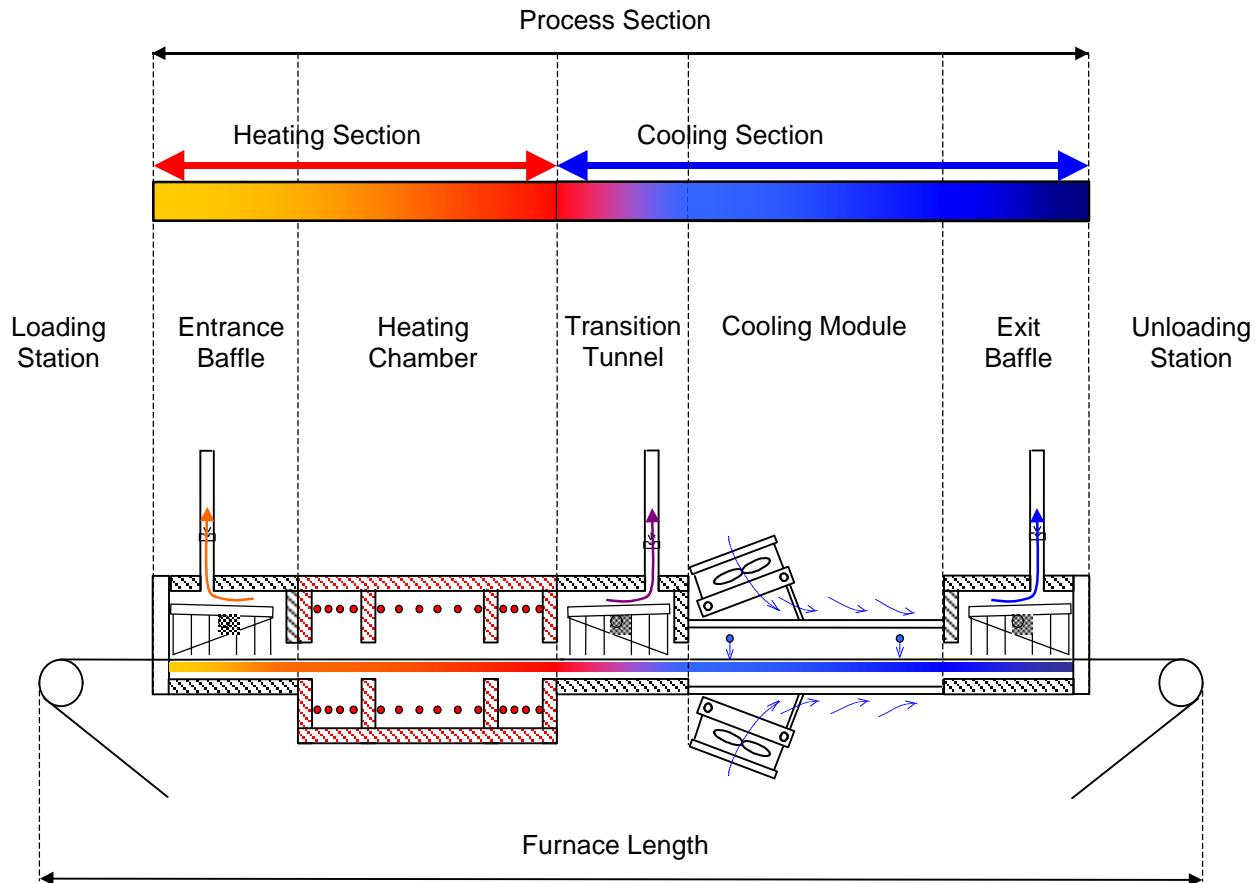 Process Section
Heating Section
Cooling Section
Loading
Station
Entrance
Baffle
Heating
Chamber
Transition
Tunnel
Cooling Module
Exit
Baffle
Unloading
Station
Furnace Length